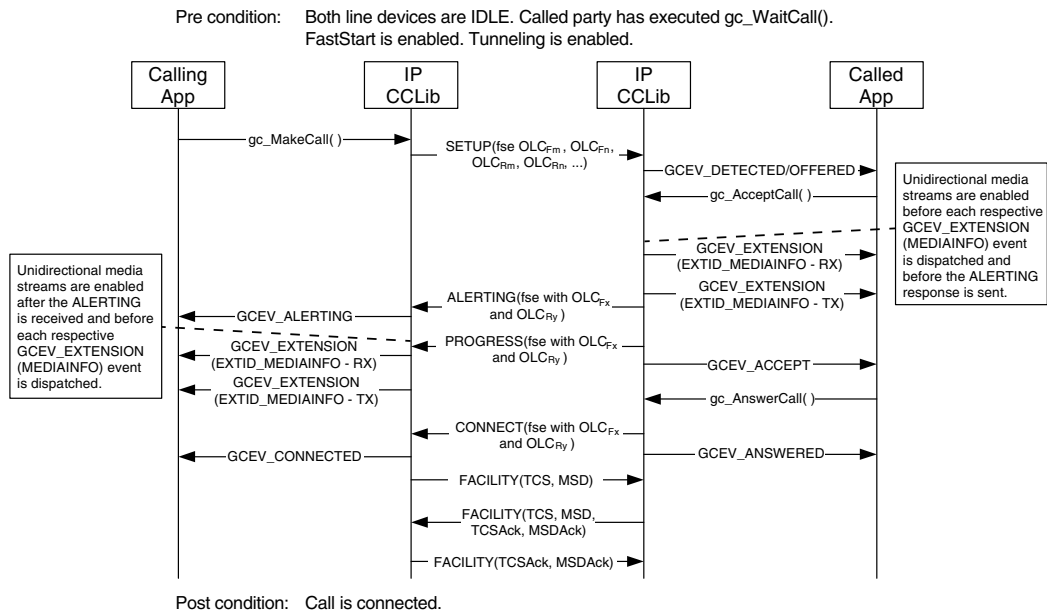 Pre condition: Both line devices are IDLE. Called party has executed gc_WaitCall().
FastStart is enabled. Tunneling is enabled.
Calling
App
IP
CCLib
IP
CCLib
Called
App
gc_MakeCall( )
SETUP(fse OLCFm , OLCFn,
OLCRm, OLCRn, ...)
GCEV_DETECTED/OFFERED
gc_AcceptCall( )
Unidirectional media
streams are enabled
before each respective
GCEV_EXTENSION
(MEDIAINFO) event
is dispatched and
before the ALERTING
response is sent.
GCEV_EXTENSION
(EXTID_MEDIAINFO - RX)
GCEV_EXTENSION
(EXTID_MEDIAINFO - TX)
Unidirectional media
streams are enabled
after the ALERTING
is received and before
each respective
GCEV_EXTENSION
(MEDIAINFO) event
is dispatched.
ALERTING(fse with OLCFx
and OLCRy )
GCEV_ALERTING
PROGRESS(fse with OLCFx
and OLCRy )
GCEV_EXTENSION
(EXTID_MEDIAINFO - RX)
GCEV_ACCEPT
GCEV_EXTENSION
(EXTID_MEDIAINFO - TX)
gc_AnswerCall( )
CONNECT(fse with OLCFx
and OLCRy )
GCEV_CONNECTED
GCEV_ANSWERED
FACILITY(TCS, MSD)
FACILITY(TCS, MSD,
TCSAck, MSDAck)
FACILITY(TCSAck, MSDAck)
Post condition: Call is connected.